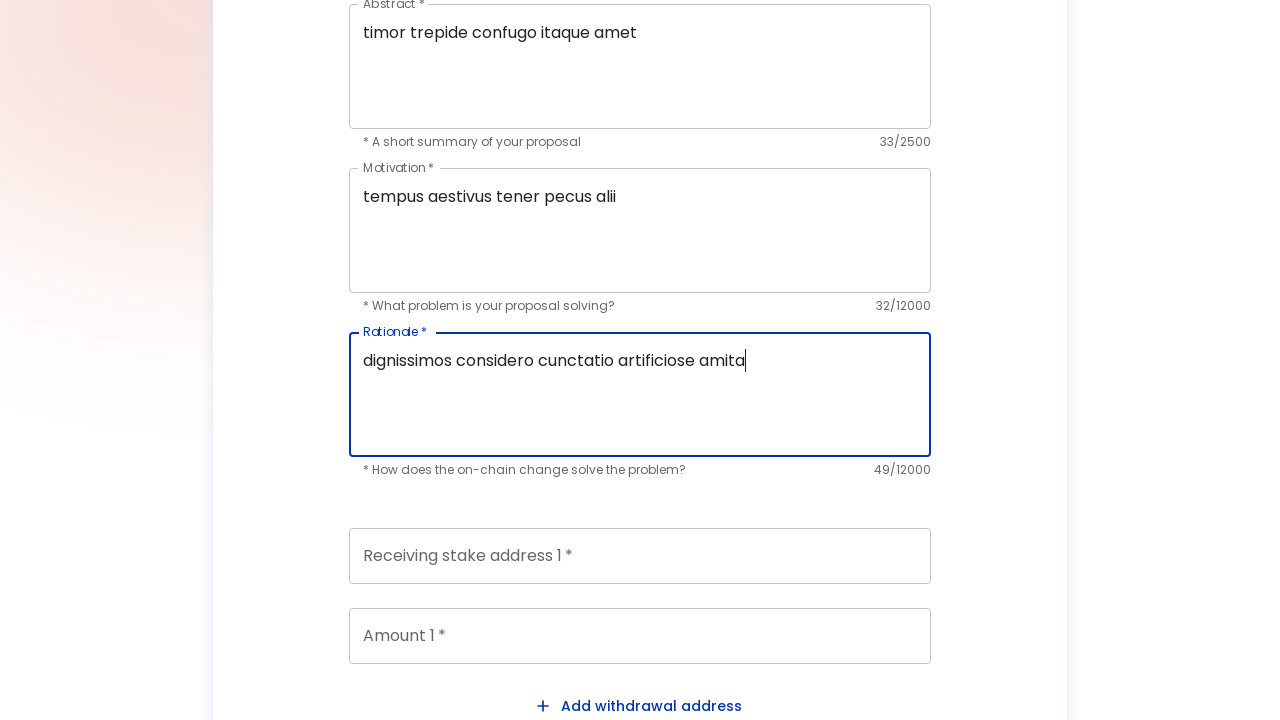 Abstract *
timor trepide confugo itaque amet
* A short summary of your proposal 33/2500
Motivation *
tempus aestivus tener pecus alii
* What problem is your proposal solving? 32/12000
Rationale *
dignissimos considero cunctatio artificiose amita
* How does the on-chain change solve the problem? 49/12000
Receiving stake address 1 *
Amount 1 *
+ Add withdrawal address